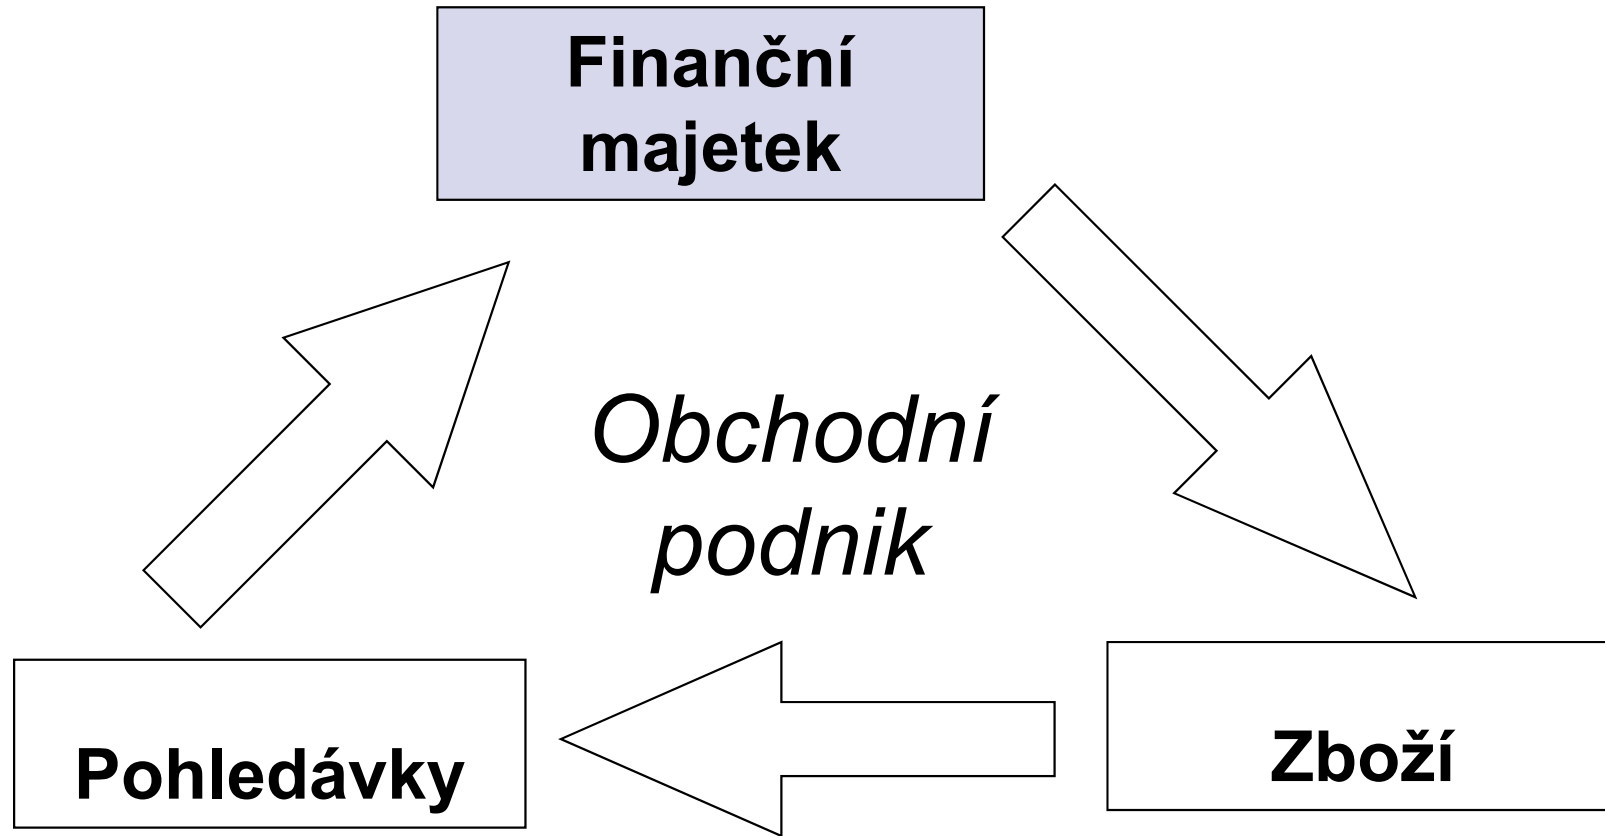 Finanční
majetek
Obchodní
podnik
Pohledávky
Zboží